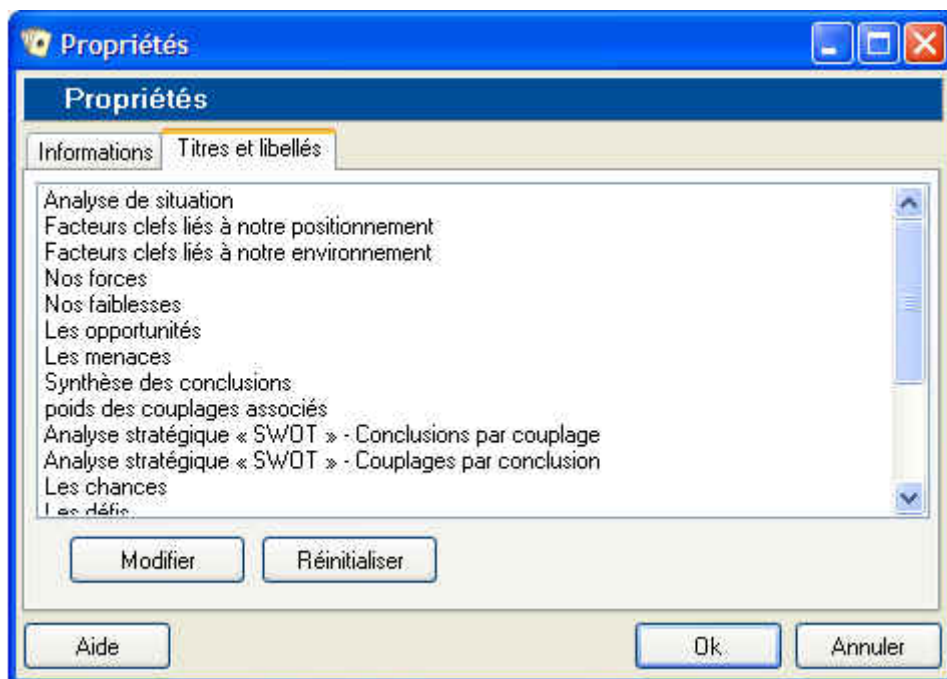 Propriétés
Propriétés
Informations Titres et libellés
Analyse de situation
Facteurs clefs liés à notre positionnement
Facteurs clefs liés à notre environnement
Nos forces
Nos faiblesses
Les opportunités
Les menaces
Synthèse des conclusions
poids des couplages associés
Analyse stratégique « SWOT » - Conclusions par couplage
Analyse stratégique « SWOT » - Couplages par conclusion
Les chances
Les défis
Modifier Réinitialiser
Aide Ok Annuler